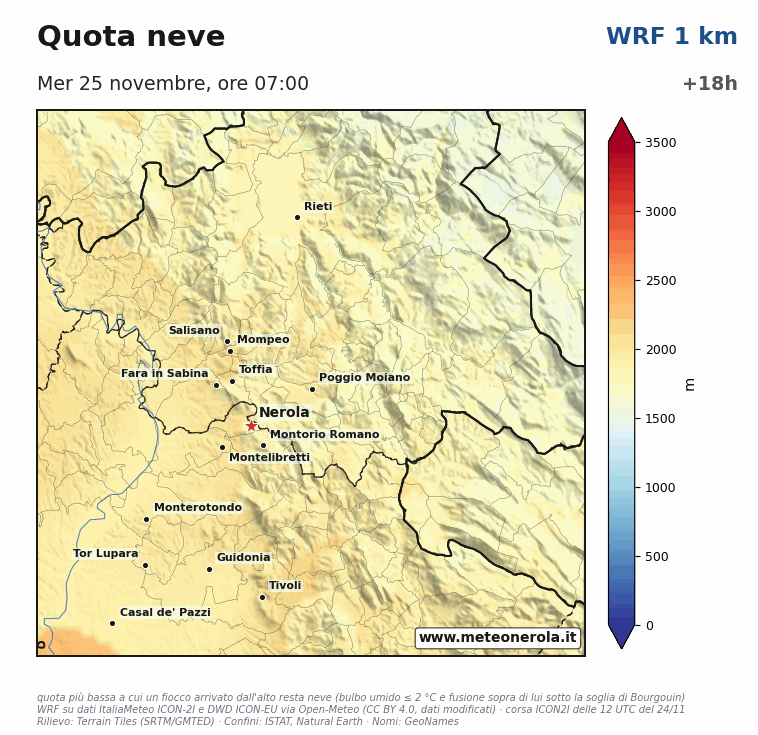 Quota neve
WRF 1 km
Mer 25 novembre, ore 07:00
+18h
3500
3000
2500
2000
1500
1000
500
0
m
Rieti
Salisano
Mompeo
Toffia
Fara in Sabina
Poggio Moiano
Nerola
Montorio Romano
Montelibretti
Monterotondo
Tor Lupara
Guidonia
Tivoli
Casal de' Pazzi
www.meteonerola.it
quota più bassa a cui un fiocco arrivato dall'alto resta neve (bulbo umido ≤ 2 °C e fusione sopra di lui sotto la soglia di Bourgouin)
WRF su dati ItaliaMeteo ICON-2I e DWD ICON-EU via Open-Meteo (CC BY 4.0, dati modificati) · corsa ICON2I delle 12 UTC del 24/11
Rilievo: Terrain Tiles (SRTM/GMTED) · Confini: ISTAT, Natural Earth · Nomi: GeoNames